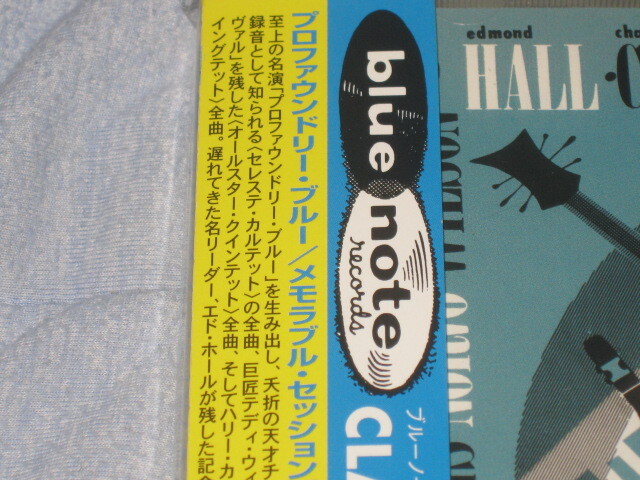 プロファウンドリー・ブルー/メモラブル・セッション
至上の名演「プロファウンドリー・ブルー」を生み出し、夭折の天才チ
録音として知られる〈セレステ・カルテット〉の全曲、巨匠テディ・ウィ
ヴァル」を残した〈オールスター・クインテット〉全曲、そしてハリー・カ
イングテット〉全曲。遅れてきた名リーダー、エド・ホールが残した記念
blue note
records
ブルーノー
CLA
edmond cha
HALL·C
NORVO WILSON